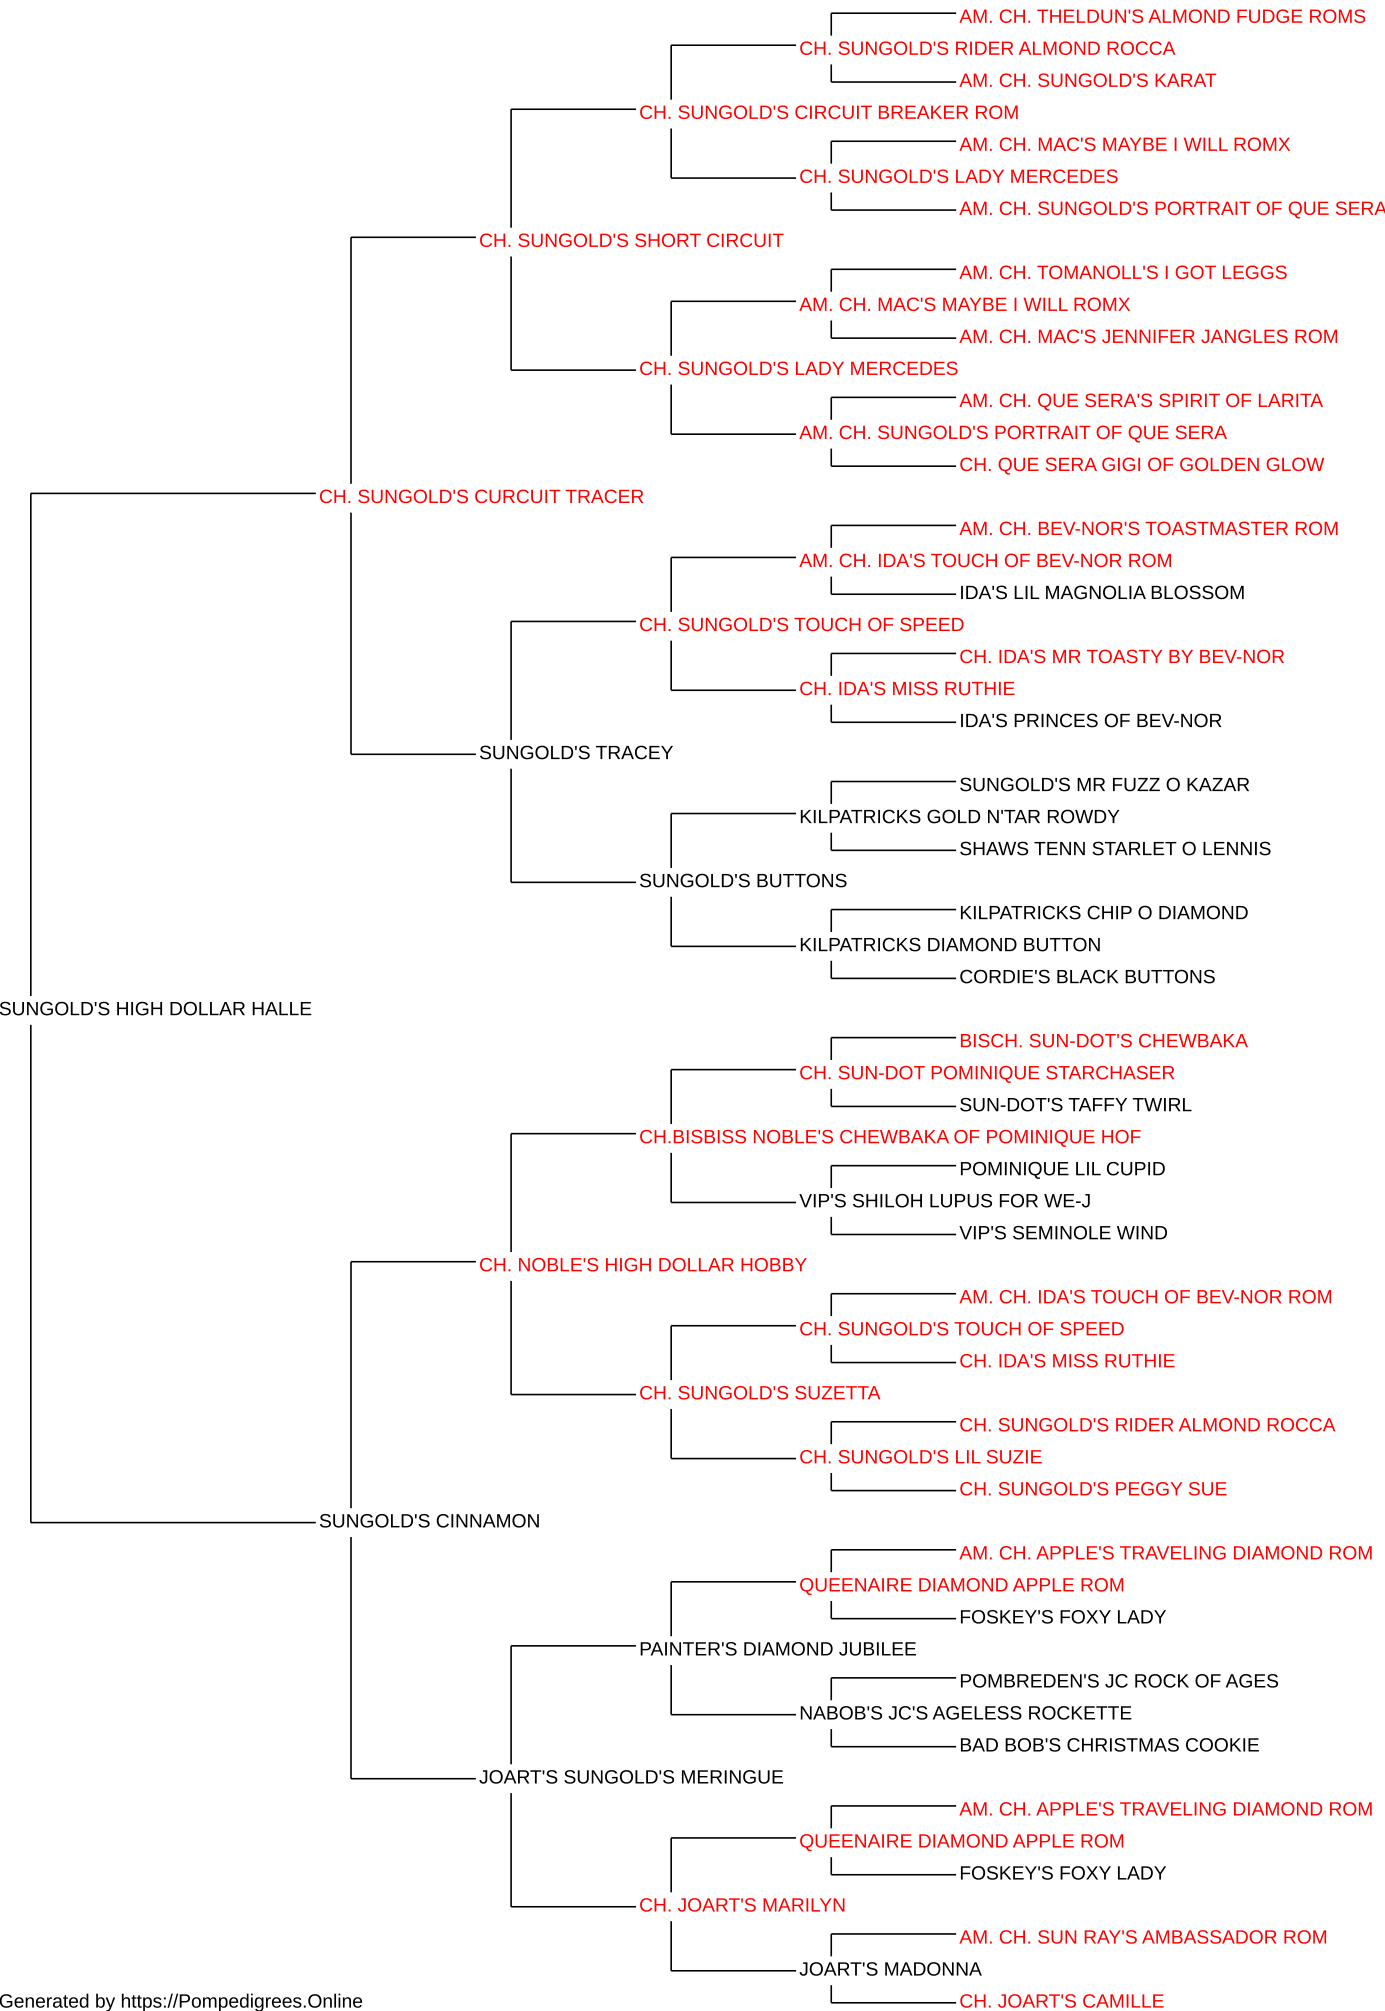 AM. CH. THELDUN'S ALMOND FUDGE ROMS
CH. SUNGOLD'S RIDER ALMOND ROCCA
AM. CH. SUNGOLD'S KARAT
CH. SUNGOLD'S CIRCUIT BREAKER ROM
AM. CH. MAC'S MAYBE I WILL ROMX
CH. SUNGOLD'S LADY MERCEDES
AM. CH. SUNGOLD'S PORTRAIT OF QUE SERA
CH. SUNGOLD'S SHORT CIRCUIT
AM. CH. TOMANOLL'S I GOT LEGGS
AM. CH. MAC'S MAYBE I WILL ROMX
AM. CH. MAC'S JENNIFER JANGLES ROM
CH. SUNGOLD'S LADY MERCEDES
AM. CH. QUE SERA'S SPIRIT OF LARITA
AM. CH. SUNGOLD'S PORTRAIT OF QUE SERA
CH. QUE SERA GIGI OF GOLDEN GLOW
CH. SUNGOLD'S CURCUIT TRACER
AM. CH. BEV-NOR'S TOASTMASTER ROM
AM. CH. IDA'S TOUCH OF BEV-NOR ROM
IDA'S LIL MAGNOLIA BLOSSOM
CH. SUNGOLD'S TOUCH OF SPEED
CH. IDA'S MR TOASTY BY BEV-NOR
CH. IDA'S MISS RUTHIE
IDA'S PRINCES OF BEV-NOR
SUNGOLD'S TRACEY
SUNGOLD'S MR FUZZ O KAZAR
KILPATRICKS GOLD N'TAR ROWDY
SHAWS TENN STARLET O LENNIS
SUNGOLD'S BUTTONS
KILPATRICKS CHIP O DIAMOND
KILPATRICKS DIAMOND BUTTON
CORDIE'S BLACK BUTTONS
SUNGOLD'S HIGH DOLLAR HALLE
BISCH. SUN-DOT'S CHEWBAKA
CH. SUN-DOT POMINIQUE STARCHASER
SUN-DOT'S TAFFY TWIRL
CH.BISBISS NOBLE'S CHEWBAKA OF POMINIQUE HOF
POMINIQUE LIL CUPID
VIP'S SHILOH LUPUS FOR WE-J
VIP'S SEMINOLE WIND
CH. NOBLE'S HIGH DOLLAR HOBBY
AM. CH. IDA'S TOUCH OF BEV-NOR ROM
CH. SUNGOLD'S TOUCH OF SPEED
CH. IDA'S MISS RUTHIE
CH. SUNGOLD'S SUZETTA
CH. SUNGOLD'S RIDER ALMOND ROCCA
CH. SUNGOLD'S LIL SUZIE
CH. SUNGOLD'S PEGGY SUE
SUNGOLD'S CINNAMON
AM. CH. APPLE'S TRAVELING DIAMOND ROM
QUEENAIRE DIAMOND APPLE ROM
FOSKEY'S FOXY LADY
PAINTER'S DIAMOND JUBILEE
POMBREDEN'S JC ROCK OF AGES
NABOB'S JC'S AGELESS ROCKETTE
BAD BOB'S CHRISTMAS COOKIE
JOART'S SUNGOLD'S MERINGUE
AM. CH. APPLE'S TRAVELING DIAMOND ROM
QUEENAIRE DIAMOND APPLE ROM
FOSKEY'S FOXY LADY
CH. JOART'S MARILYN
AM. CH. SUN RAY'S AMBASSADOR ROM
JOART'S MADONNA
CH. JOART'S CAMILLE
Generated by https://Pompedigrees.Online